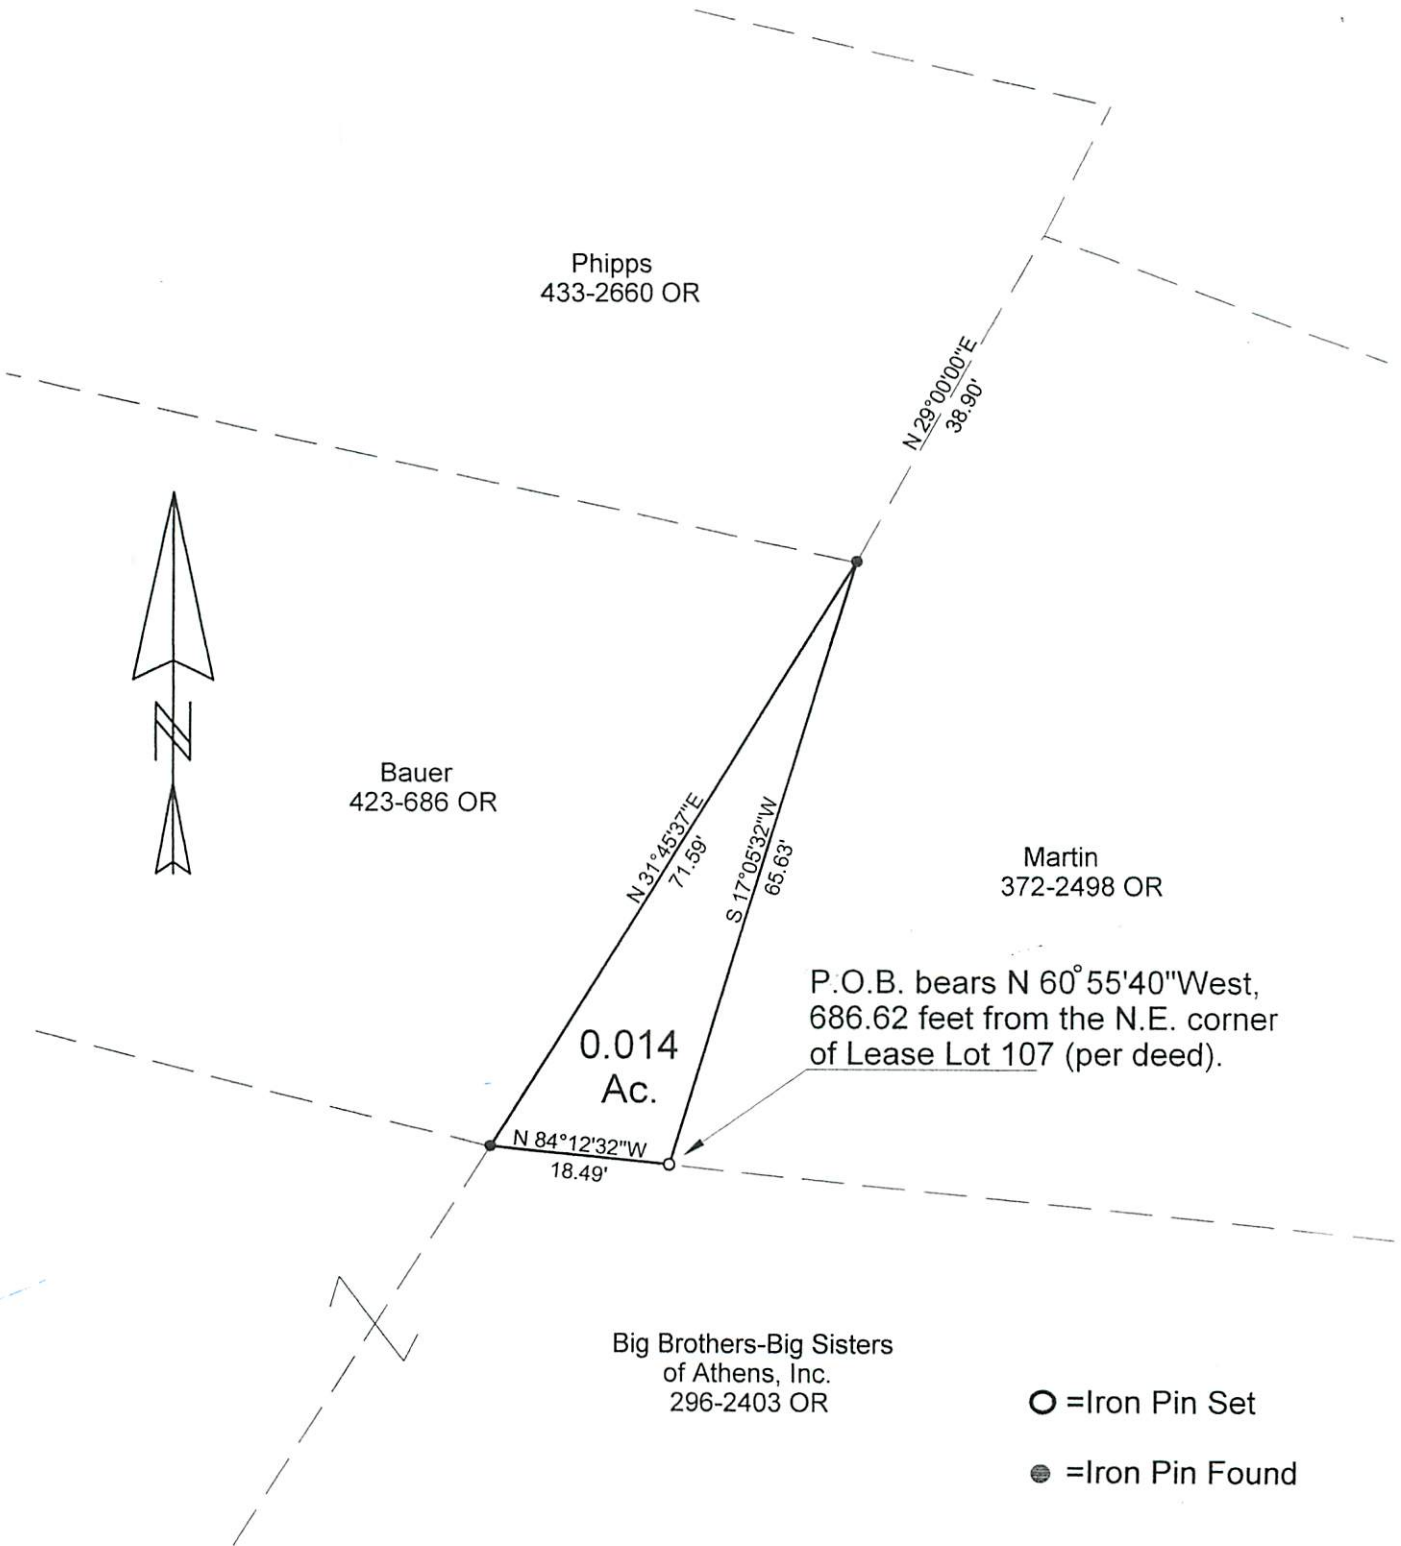 Phipps
433-2660 OR
N 29°00'00"E
38.90'
N
Bauer
423-686 OR
N 31°45'37"E
71.59'
S 17°05'32"W
65.63'
Martin
372-2498 OR
P.O.B. bears N 60°55'40"West,
686.62 feet from the N.E. corner
of Lease Lot 107 (per deed).
0.014
Ac.
N 84°12'32"W
18.49'
Big Brothers-Big Sisters
of Athens, Inc.
296-2403 OR
=Iron Pin Set
=Iron Pin Found